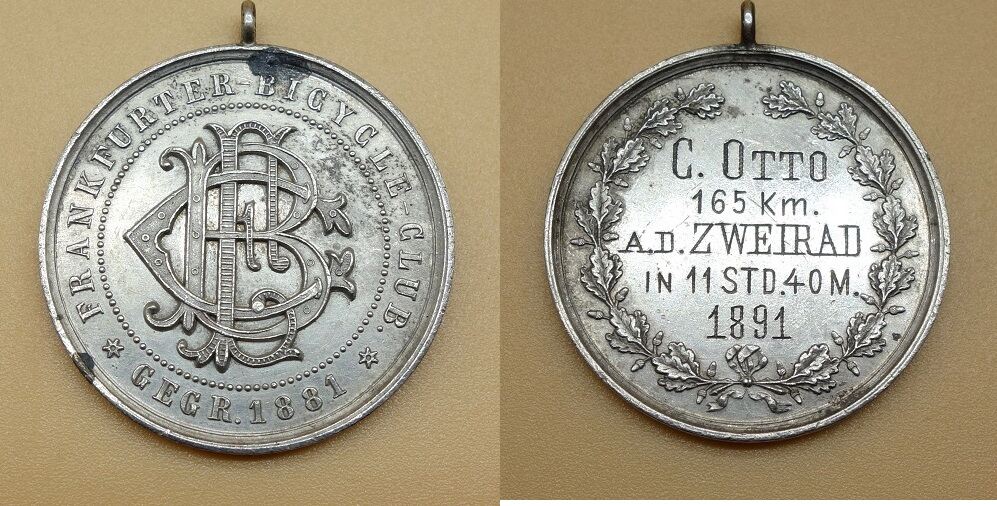 FRANKFURTER-BICYCLE-CLUB.
GEGR. 1881
C. OTTO
165 Km.
A.D. ZWEIRAD
IN 11 STD. 40 M.
1891